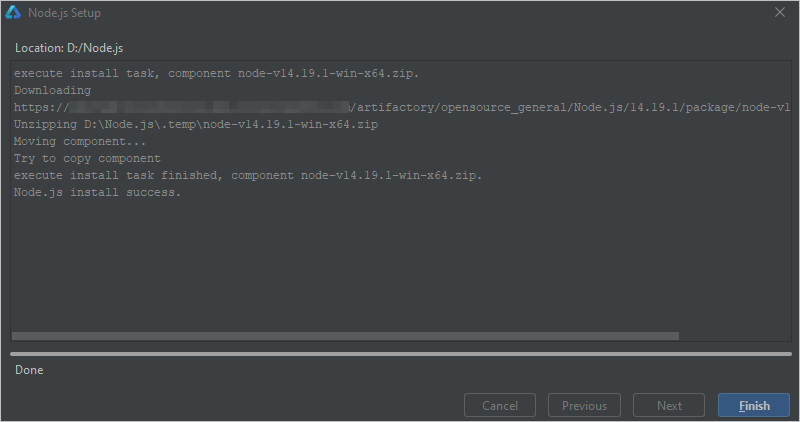 Node.js Setup
Location: D:/Node.js
execute install task, component node-v14.19.1-win-x64.zip.
Downloading
https:// /artifactory/opensource_general/Node.js/14.19.1/package/node-v1
Unzipping D:\Node.js\.temp\node-v14.19.1-win-x64.zip
Moving component...
Try to copy component
execute install task finished, component node-v14.19.1-win-x64.zip.
Node.js install success.
Done
Cancel Previous Next Finish